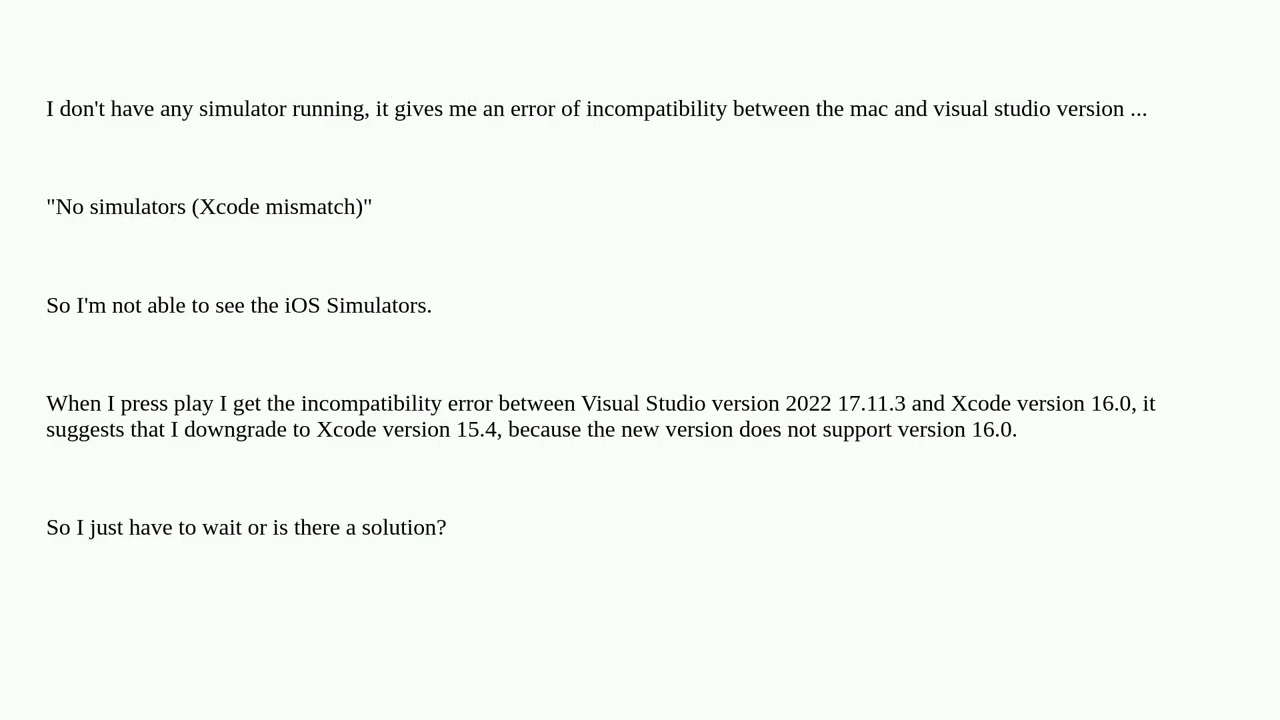 I don't have any simulator running, it gives me an error of incompatibility between the mac and visual studio version ...
"No simulators (Xcode mismatch)"
So I'm not able to see the iOS Simulators.
When I press play I get the incompatibility error between Visual Studio version 2022 17.11.3 and Xcode version 16.0, it
suggests that I downgrade to Xcode version 15.4, because the new version does not support version 16.0.
So I just have to wait or is there a solution?